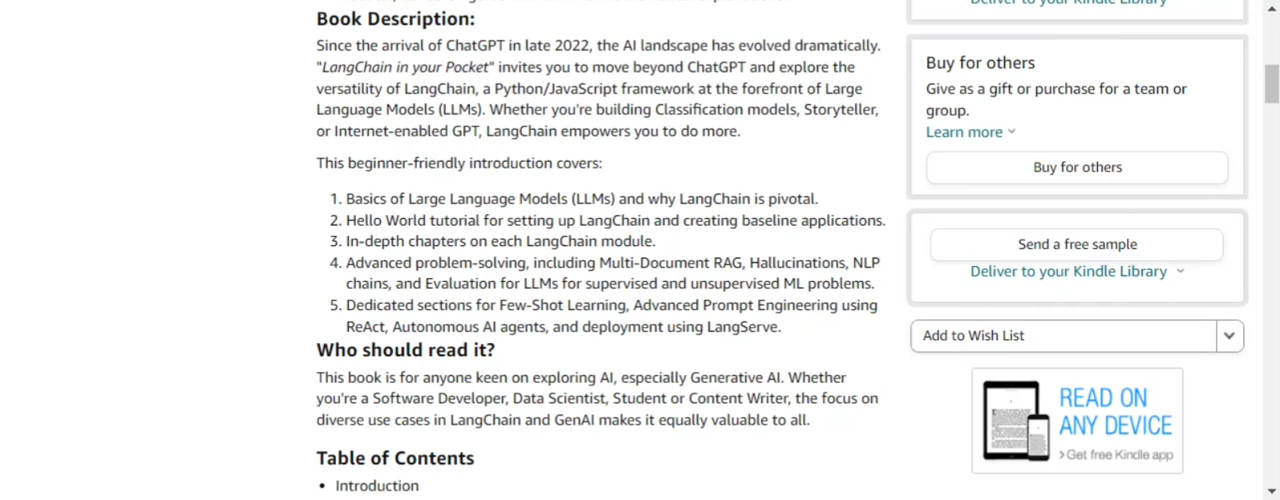 Book Description:
Since the arrival of ChatGPT in late 2022, the AI landscape has evolved dramatically.
"LangChain in your Pocket" invites you to move beyond ChatGPT and explore the
versatility of LangChain, a Python/JavaScript framework at the forefront of Large
Language Models (LLMs). Whether you're building Classification models, Storyteller,
or Internet-enabled GPT, LangChain empowers you to do more.
This beginner-friendly introduction covers:
1. Basics of Large Language Models (LLMs) and why LangChain is pivotal.
2. Hello World tutorial for setting up LangChain and creating baseline applications.
3. In-depth chapters on each LangChain module.
4. Advanced problem-solving, including Multi-Document RAG, Hallucinations, NLP
chains, and Evaluation for LLMs for supervised and unsupervised ML problems.
5. Dedicated sections for Few-Shot Learning, Advanced Prompt Engineering using
ReAct, Autonomous AI agents, and deployment using LangServe.
Who should read it?
This book is for anyone keen on exploring AI, especially Generative AI. Whether
you're a Software Developer, Data Scientist, Student or Content Writer, the focus on
diverse use cases in LangChain and GenAI makes it equally valuable to all.
Table of Contents
• Introduction
Deliver to your Kindle Library
Buy for others
Give as a gift or purchase for a team or
group.
Learn more
Buy for others
Send a free sample
Deliver to your Kindle Library
Add to Wish List
READ ON
ANY DEVICE
›Get free Kindle app